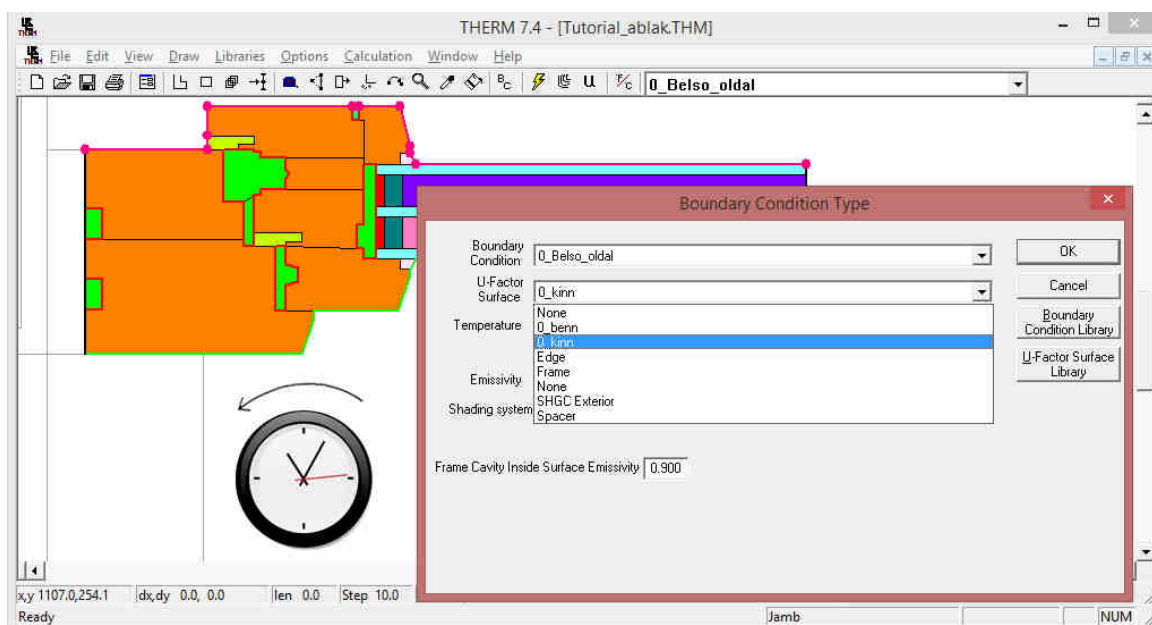 THERM 7.4 - [Tutorial_ablak.THM]
File Edit View Draw Libraries Options Calculation Window Help
0_Belso_oldal
Boundary Condition Type
Boundary
Condition
0_Belso_oldal
OK
U-Factor
Surface
0_kinn
Cancel
None
0_benn
0_kinn
Edge
Frame
None
SHGC Exterior
Spacer
Temperature
Emissivity
Shading system
Boundary
Condition Library
U-Factor Surface
Library
Frame Cavity Inside Surface Emissivity 0.900
x,y 1107.0,254.1 dx,dy 0.0, 0.0 len 0.0 Step 10.0
Ready Jamb NUM